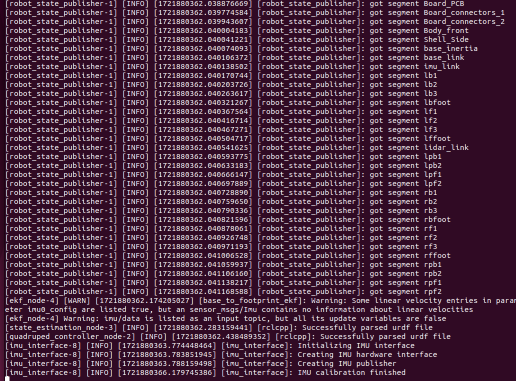 [robot_state_publisher-1] [INFO] [1721880362.038876669] [robot_state_publisher]: got segment Board_PCB
[robot_state_publisher-1] [INFO] [1721880362.039774584] [robot_state_publisher]: got segment Board_connectors_1
[robot_state_publisher-1] [INFO] [1721880362.039943607] [robot_state_publisher]: got segment Board_connectors_2
[robot_state_publisher-1] [INFO] [1721880362.040004183] [robot_state_publisher]: got segment Body_front
[robot_state_publisher-1] [INFO] [1721880362.040041221] [robot_state_publisher]: got segment Shell_Side
[robot_state_publisher-1] [INFO] [1721880362.040074093] [robot_state_publisher]: got segment base_inertia
[robot_state_publisher-1] [INFO] [1721880362.040106372] [robot_state_publisher]: got segment base_link
[robot_state_publisher-1] [INFO] [1721880362.040138502] [robot_state_publisher]: got segment imu_link
[robot_state_publisher-1] [INFO] [1721880362.040170744] [robot_state_publisher]: got segment lb1
[robot_state_publisher-1] [INFO] [1721880362.040203726] [robot_state_publisher]: got segment lb2
[robot_state_publisher-1] [INFO] [1721880362.040263617] [robot_state_publisher]: got segment lb3
[robot_state_publisher-1] [INFO] [1721880362.040321267] [robot_state_publisher]: got segment lbfoot
[robot_state_publisher-1] [INFO] [1721880362.040367564] [robot_state_publisher]: got segment lf1
[robot_state_publisher-1] [INFO] [1721880362.040416714] [robot_state_publisher]: got segment lf2
[robot_state_publisher-1] [INFO] [1721880362.040467271] [robot_state_publisher]: got segment lf3
[robot_state_publisher-1] [INFO] [1721880362.040504717] [robot_state_publisher]: got segment lffoot
[robot_state_publisher-1] [INFO] [1721880362.040541625] [robot_state_publisher]: got segment lidar_link
[robot_state_publisher-1] [INFO] [1721880362.040593775] [robot_state_publisher]: got segment lpb1
[robot_state_publisher-1] [INFO] [1721880362.040633183] [robot_state_publisher]: got segment lpb2
[robot_state_publisher-1] [INFO] [1721880362.040666147] [robot_state_publisher]: got segment lpf1
[robot_state_publisher-1] [INFO] [1721880362.040697889] [robot_state_publisher]: got segment lpf2
[robot_state_publisher-1] [INFO] [1721880362.040728890] [robot_state_publisher]: got segment rb1
[robot_state_publisher-1] [INFO] [1721880362.040759650] [robot_state_publisher]: got segment rb2
[robot_state_publisher-1] [INFO] [1721880362.040790336] [robot_state_publisher]: got segment rb3
[robot_state_publisher-1] [INFO] [1721880362.040821596] [robot_state_publisher]: got segment rbfoot
[robot_state_publisher-1] [INFO] [1721880362.040878061] [robot_state_publisher]: got segment rf1
[robot_state_publisher-1] [INFO] [1721880362.040926748] [robot_state_publisher]: got segment rf2
[robot_state_publisher-1] [INFO] [1721880362.040971193] [robot_state_publisher]: got segment rf3
[robot_state_publisher-1] [INFO] [1721880362.041006528] [robot_state_publisher]: got segment rffoot
[robot_state_publisher-1] [INFO] [1721880362.041059937] [robot_state_publisher]: got segment rpb1
[robot_state_publisher-1] [INFO] [1721880362.041106160] [robot_state_publisher]: got segment rpb2
[robot_state_publisher-1] [INFO] [1721880362.041138217] [robot_state_publisher]: got segment rpf1
[robot_state_publisher-1] [INFO] [1721880362.041168588] [robot_state_publisher]: got segment rpf2
[ekf_node-4] [WARN] [1721880362.174205027] [base_to_footprint_ekf]: Warning: Some linear velocity entries in param
eter imu0_config are listed true, but an sensor_msgs/Imu contains no information about linear velocities
[ekf_node-4] Warning: imu/data is listed as an input topic, but all its update variables are false
[state_estimation_node-3] [INFO] [1721880362.283159441] [rclcpp]: Successfully parsed urdf file
[quadruped_controller_node-2] [INFO] [1721880362.438489352] [rclcpp]: Successfully parsed urdf file
[imu_interface-8] [INFO] [1721880363.774448464] [imu_interface]: Initializing IMU interface
[imu_interface-8] [INFO] [1721880363.783851945] [imu_interface]: Creating IMU hardware interface
[imu_interface-8] [INFO] [1721880363.788159498] [imu_interface]: Creating IMU publisher
[imu_interface-8] [INFO] [1721880366.179745386] [imu_interface]: IMU calibration finished